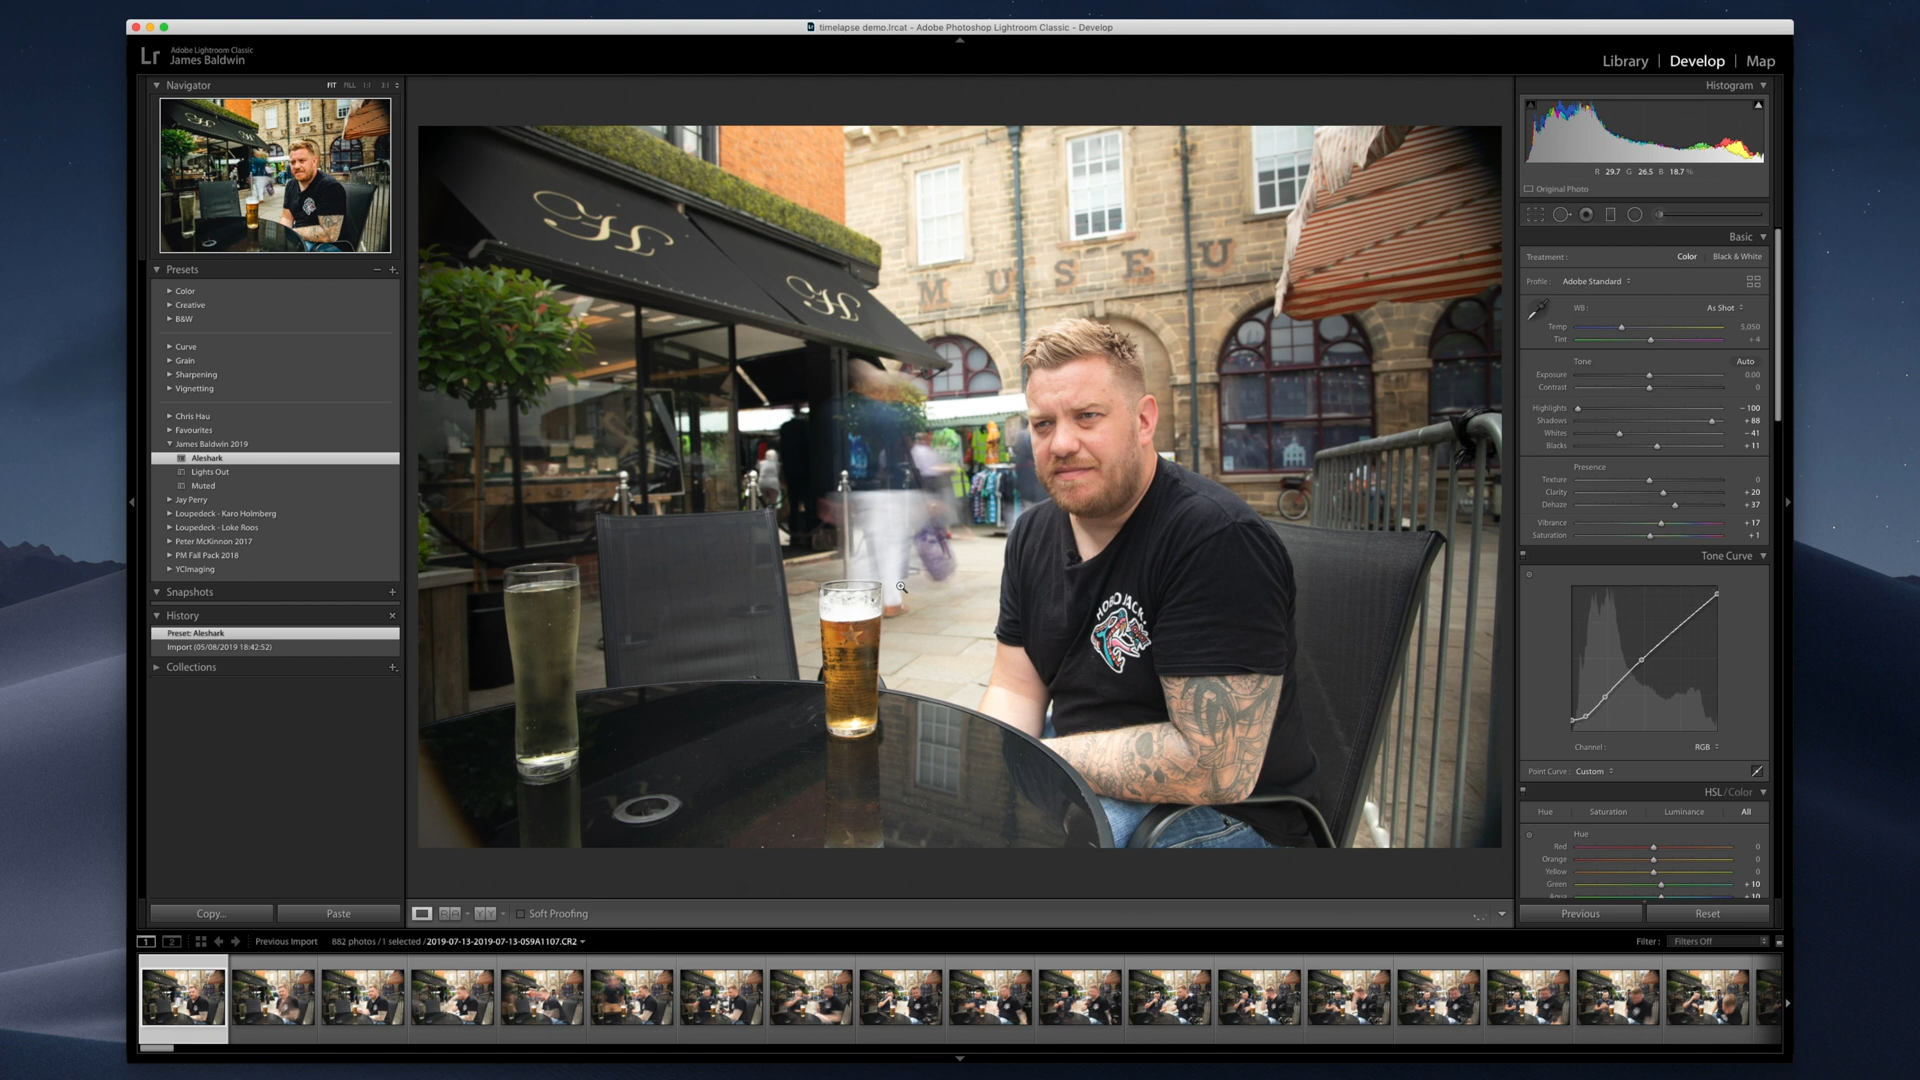 timelapse demo.lrcat - Adobe Photoshop Lightroom Classic - Develop
Lr
Adobe Lightroom Classic
James Baldwin
Library | Develop | Map
Navigator
FIT FILL 1:1 3:1
Presets
Color
Creative
B&W
Curve
Grain
Sharpening
Vignetting
Chris Hau
Favourites
James Baldwin 2019
Aleshark
Lights Out
Muted
Jay Perry
Loupedeck - Karo Holmberg
Loupedeck - Loke Roos
Peter McKinnon 2017
PM Fall Pack 2018
YCImaging
Snapshots
History
Preset: Aleshark
Import (05/08/2019 18:42:52)
Collections
Copy...
Paste
H
H
MUSEU
HOBO JACK
Soft Proofing
Histogram
R 29.7 G 26.5 B 18.7 %
Original Photo
Basic
Treatment : Color Black & White
Profile : Adobe Standard
WB : As Shot
Temp 5,050
Tint + 4
Tone Auto
Exposure 0.00
Contrast 0
Highlights - 100
Shadows + 88
Whites - 41
Blacks + 11
Presence
Texture 0
Clarity + 20
Dehaze + 37
Vibrance + 17
Saturation + 1
Tone Curve
Channel : RGB
Point Curve : Custom
HSL / Color
Hue Saturation Luminance All
Hue
Red 0
Orange 0
Yellow 0
Green + 10
Aqua + 10
Previous
Reset
1 2 Previous Import 882 photos / 1 selected / 2019-07-13-2019-07-13-0S9A1107.CR2
Filter : Filters Off